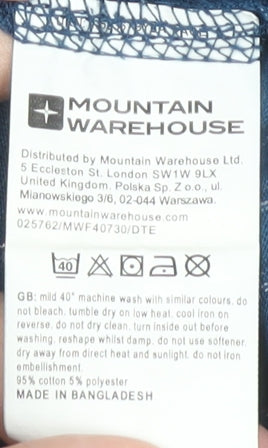 MOUNTAIN
WAREHOUSE
Distributed by Mountain Warehouse Ltd.
5 Eccleston St. London SW1W 9LX
United Kingdom. Polska Sp. Z o.o., ul.
Mianowskiego 3/6, 02-044 Warszawa.
www.mountainwarehouse.com
025762/MWF40730/DTE
40
GB: mild 40° machine wash with similar colours. do
not bleach. tumble dry on low heat. cool iron on
reverse. do not dry clean. turn inside out before
washing. reshape whilst damp. do not use softener.
dry away from direct heat and sunlight. do not iron
embellishment.
95% cotton 5% polyester
MADE IN BANGLADESH